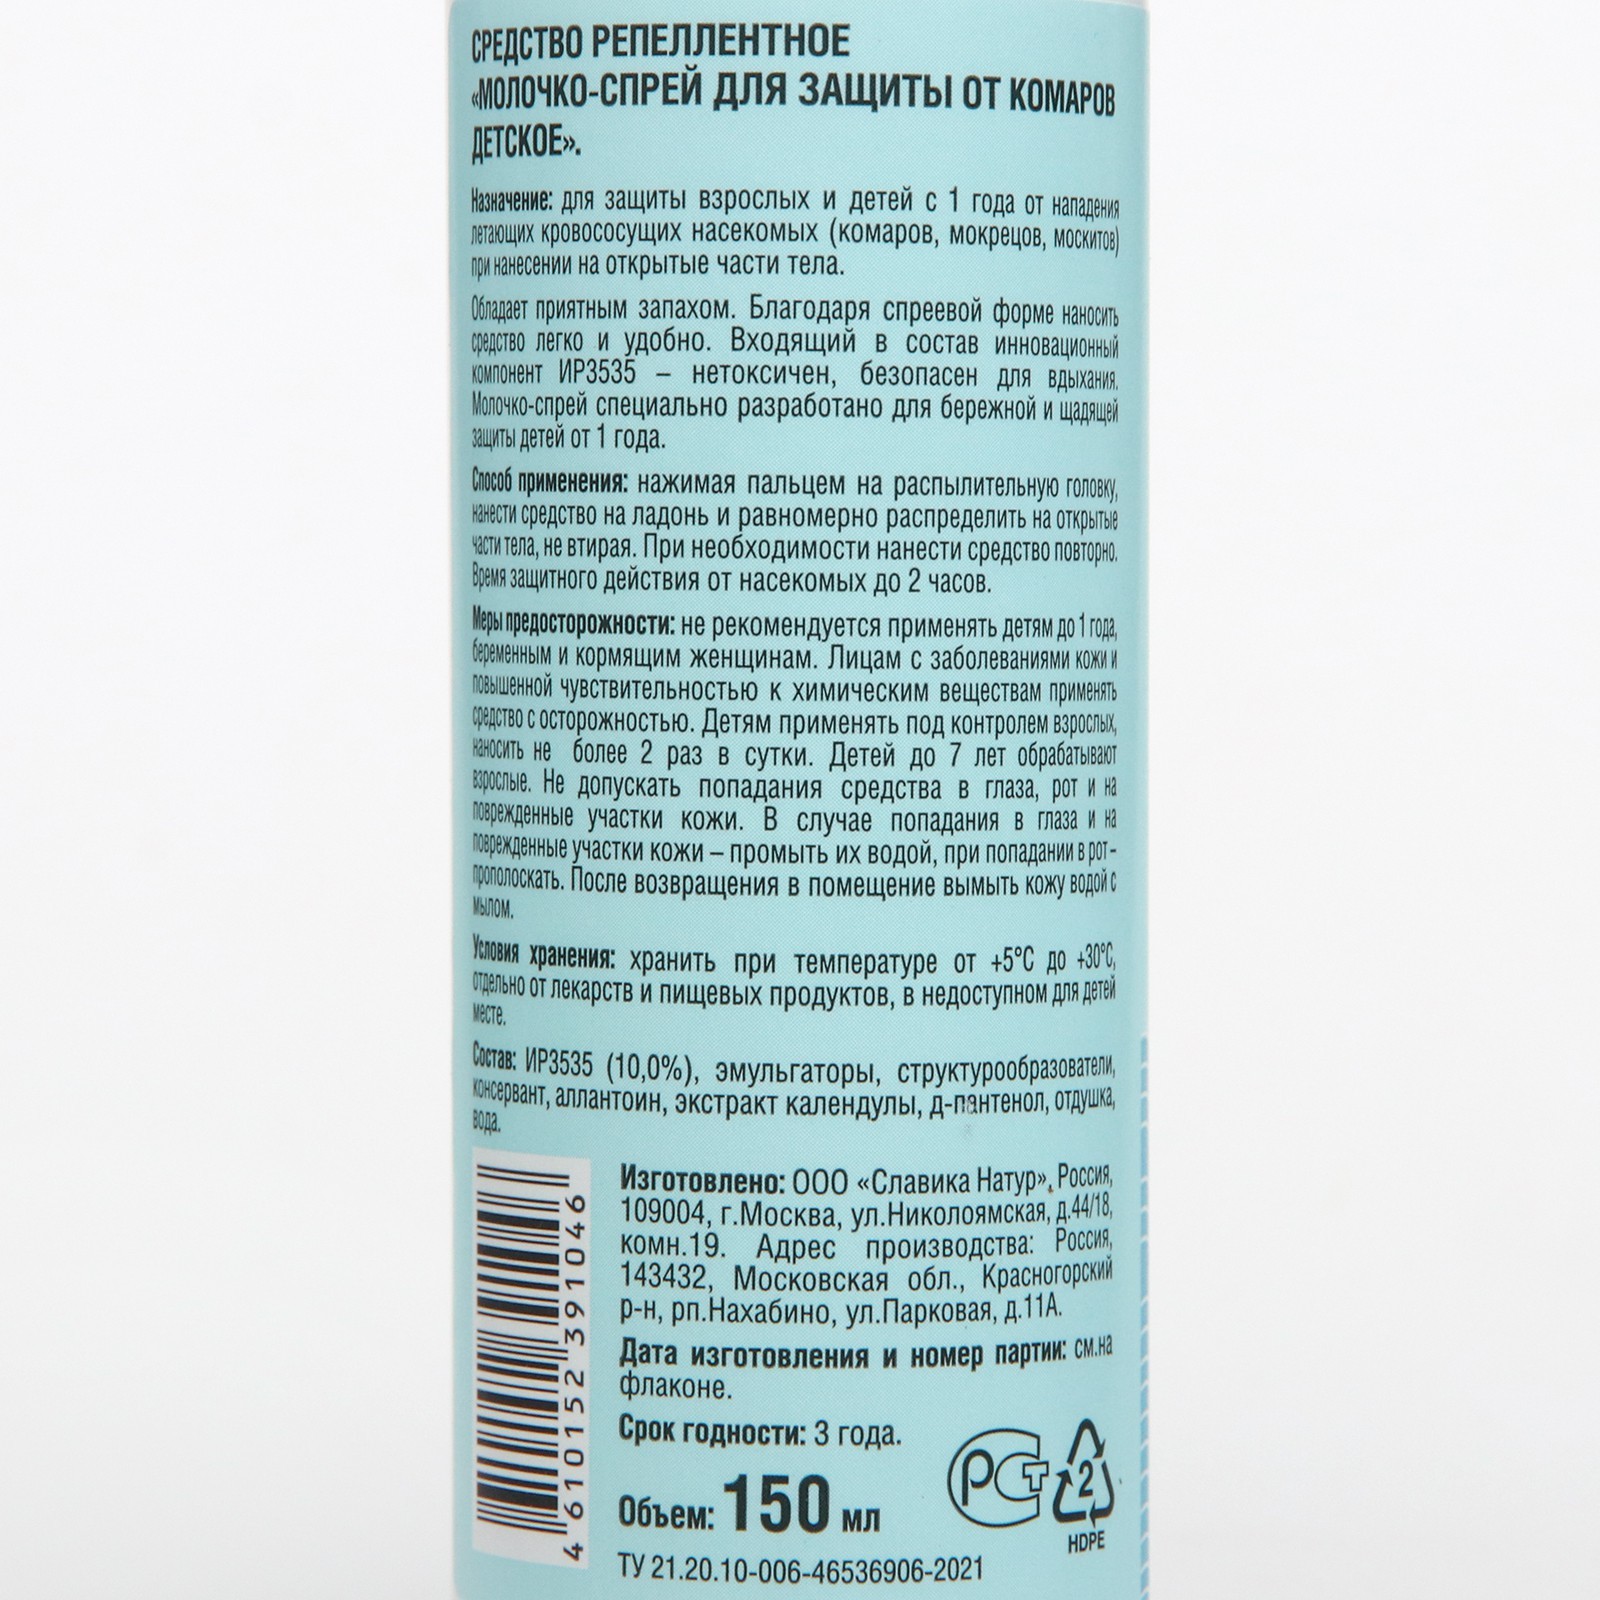 СРЕДСТВО РЕПЕЛЛЕНТНОЕ
«МОЛОЧКО-СПРЕЙ ДЛЯ ЗАЩИТЫ ОТ КОМАРОВ
ДЕТСКОЕ».
Назначение: для защиты взрослых и детей с 1 года от нападения
летающих кровососущих насекомых (комаров, мокрецов, москитов)
при нанесении на открытые части тела.
Обладает приятным запахом. Благодаря спреевой форме наносить
средство легко и удобно. Входящий в состав инновационный
компонент ИР3535 – нетоксичен, безопасен для вдыхания.
Молочко-спрей специально разработано для бережной и щадящей
защиты детей от 1 года.
Способ применения: нажимая пальцем на распылительную головку,
нанести средство на ладонь и равномерно распределить на открытые
части тела, не втирая. При необходимости нанести средство повторно.
Время защитного действия от насекомых до 2 часов.
Меры предосторожности: не рекомендуется применять детям до 1 года,
беременным и кормящим женщинам. Лицам с заболеваниями кожи и
повышенной чувствительностью к химическим веществам применять
средство с осторожностью. Детям применять под контролем взрослых,
наносить не более 2 раз в сутки. Детей до 7 лет обрабатывают
взрослые. Не допускать попадания средства в глаза, рот и на
поврежденные участки кожи. В случае попадания в глаза и на
поврежденные участки кожи – промыть их водой, при попадании в рот –
прополоскать. После возвращения в помещение вымыть кожу водой с
мылом.
Условия хранения: хранить при температуре от +5°С до +30°С,
отдельно от лекарств и пищевых продуктов, в недоступном для детей
месте.
Состав: ИР3535 (10,0%), эмульгаторы, структурообразователи,
консервант, аллантоин, экстракт календулы, д-пантенол, отдушка,
вода.
4 610152 391046
Изготовлено: ООО «Славика Натур», Россия,
109004, г.Москва, ул.Николоямская, д.44/18,
комн.19. Адрес производства: Россия,
143432, Московская обл., Красногорский
р-н, рп.Нахабино, ул.Парковая, д.11А.
Дата изготовления и номер партии: см.на
флаконе.
Срок годности: 3 года.
Объем: 150 мл
РСТ
2
HDPE
ТУ 21.20.10-006-46536906-2021